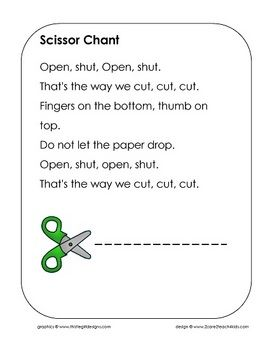 Scissor Chant
Open, shut, Open, shut.
That's the way we cut, cut, cut.
Fingers on the bottom, thumb on
top.
Do not let the paper drop.
Open, shut, open, shut.
That's the way we cut, cut, cut.
graphics © www.thistlegirldesigns.com design © www.2care2teach4kids.com